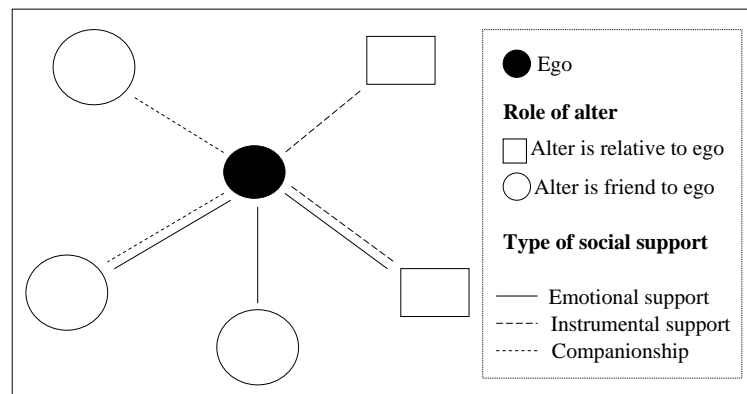 Ego
Role of alter
Alter is relative to ego
Alter is friend to ego
Type of social support
Emotional support
Instrumental support
Companionship